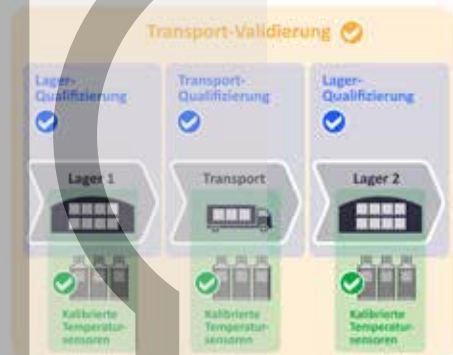 Transport-Validierung
Lager-
Qualifizierung
Transport-
Qualifizierung
Lager-
Qualifizierung
Lager 1
Transport
Lager 2
Kalibrierte
Temperatur-
sensoren
Kalibrierte
Temperatur-
sensoren
Kalibrierte
Temperatur-
sensoren